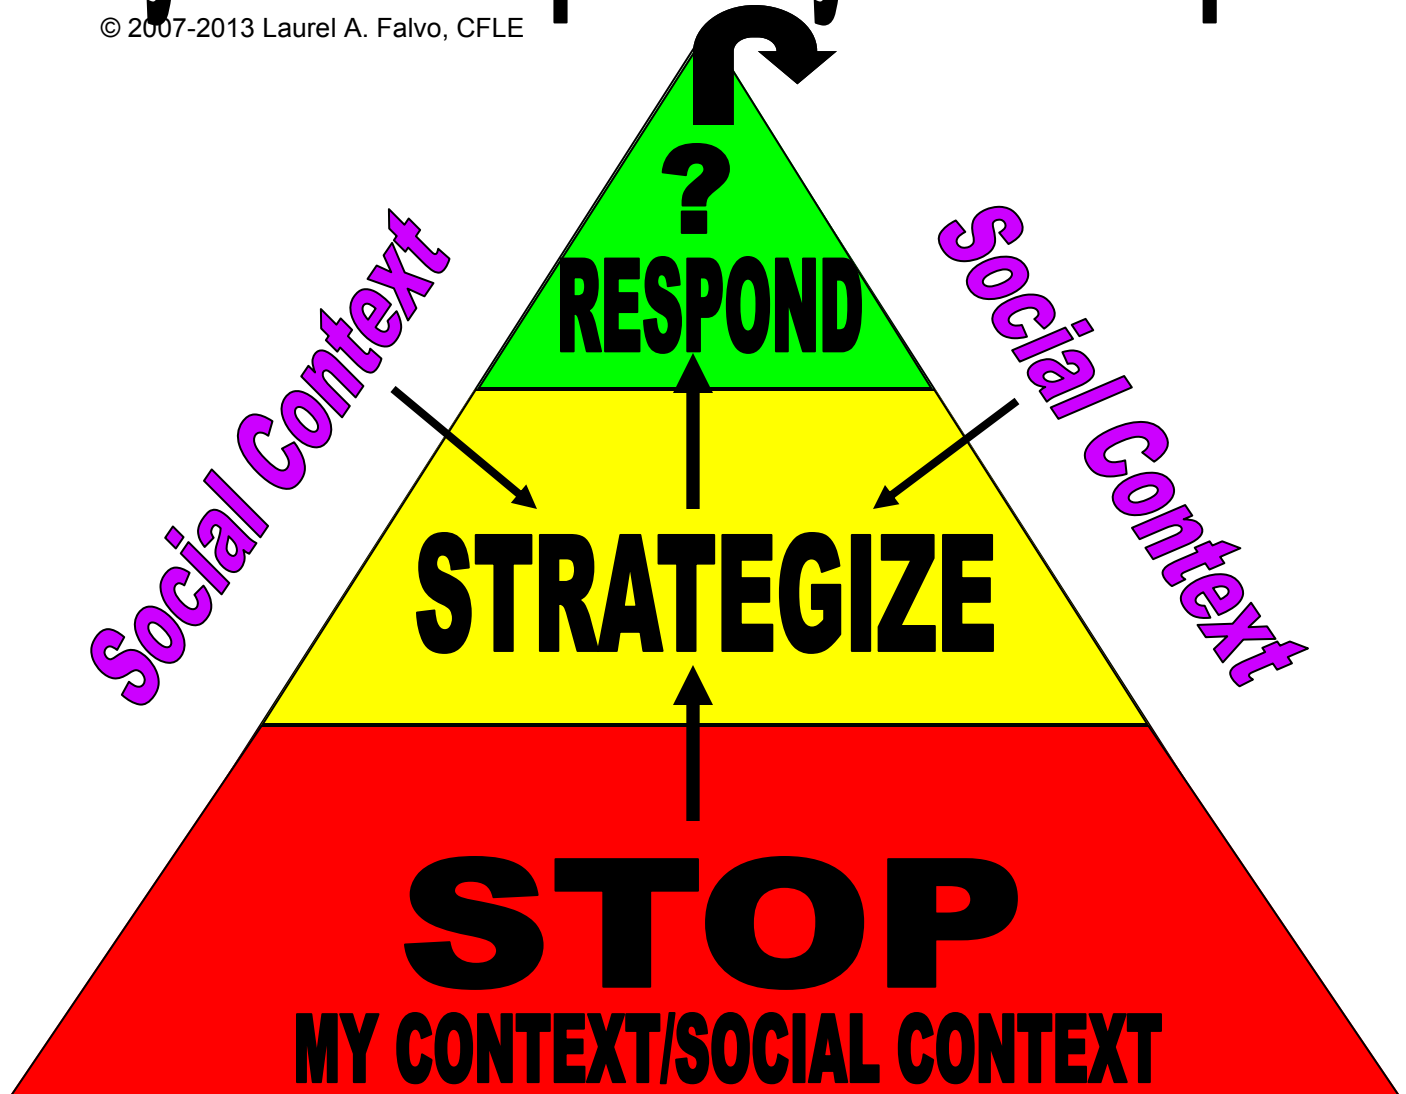 © 2007-2013 Laurel A. Falvo, CFLE
?
RESPOND
Social Context
Social Context
STRATEGIZE
STOP
MY CONTEXT/SOCIAL CONTEXT